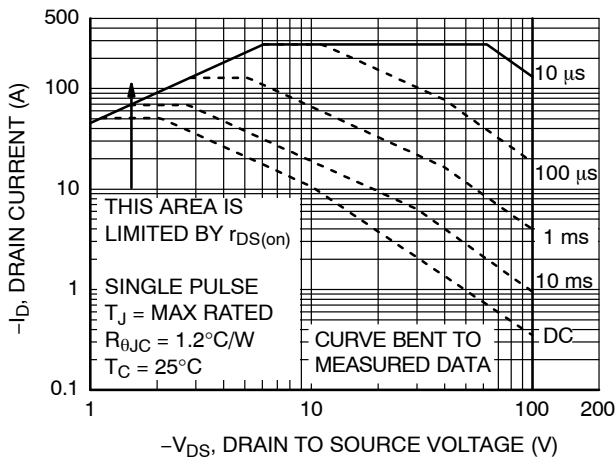 500
100
10
1
0.1
–I_D, DRAIN CURRENT (A)
10 μs
100 μs
1 ms
10 ms
DC
THIS AREA IS
LIMITED BY r_DS(on)
SINGLE PULSE
T_J = MAX RATED
R_θJC = 1.2°C/W
T_C = 25°C
CURVE BENT TO
MEASURED DATA
1
10
100
200
–V_DS, DRAIN TO SOURCE VOLTAGE (V)